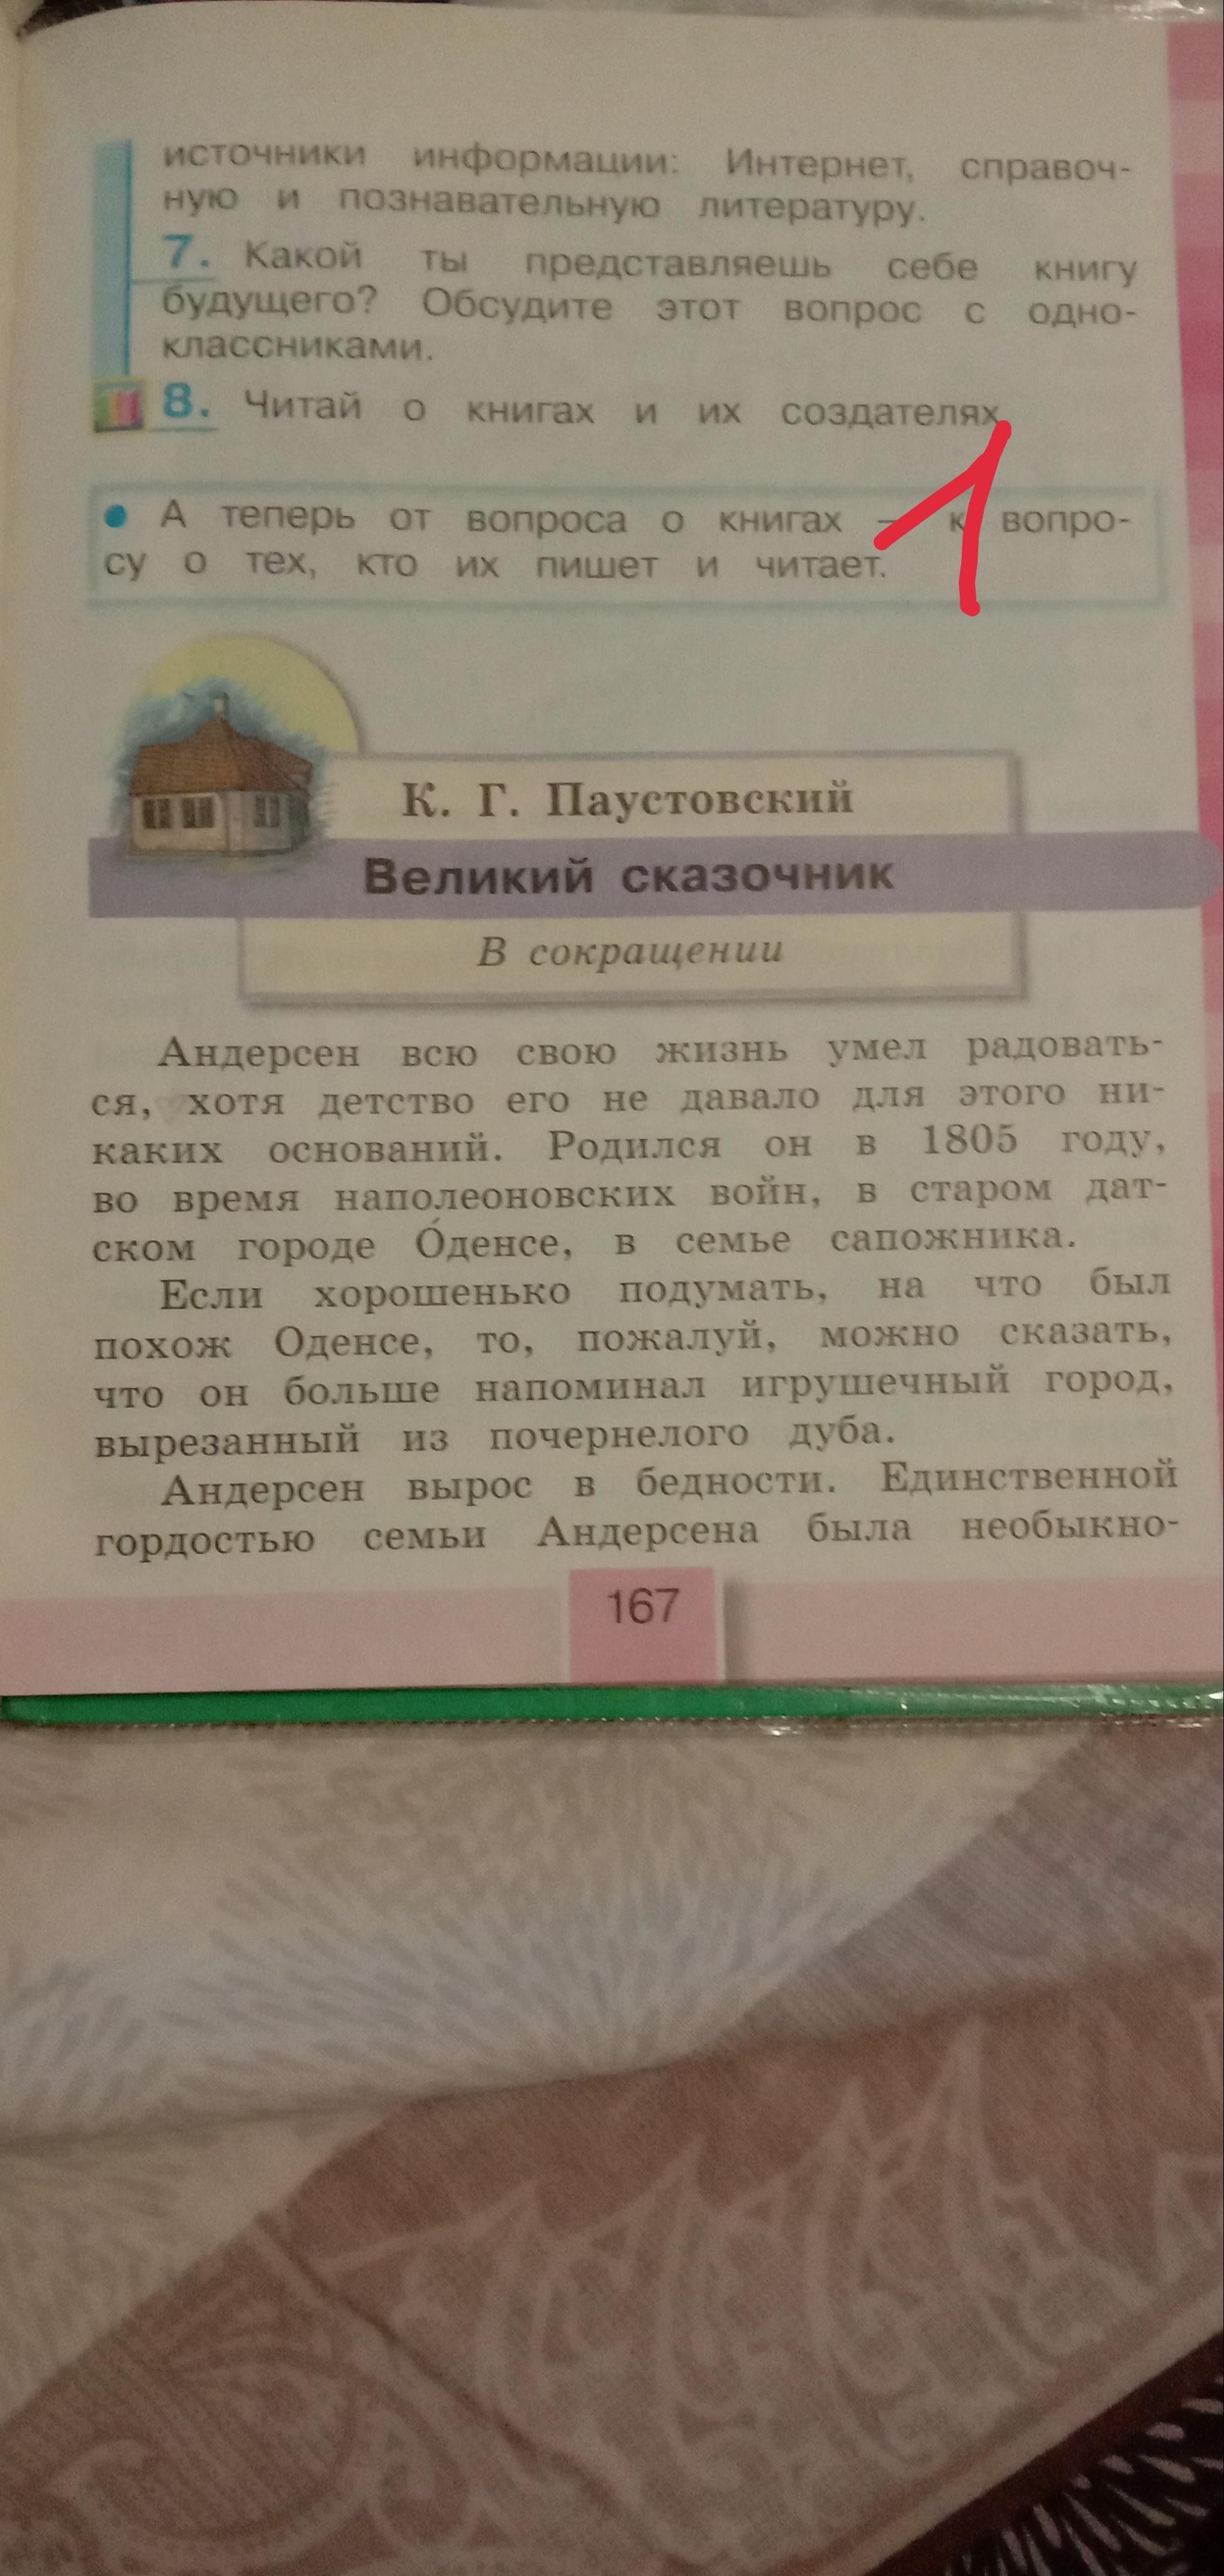 источники информации: Интернет, справоч-
ную и познавательную литературу.
7. Какой ты представляешь себе книгу
будущего? Обсудите этот вопрос с одно-
классниками.
8. Читай о книгах и их создателях
1
• А теперь от вопроса о книгах — к вопро-
су о тех, кто их пишет и читает.
К. Г. Паустовский
Великий сказочник
В сокращении
Андерсен всю свою жизнь умел радовать-
ся, хотя детство его не давало для этого ни-
каких оснований. Родился он в 1805 году,
во время наполеоновских войн, в старом дат-
ском городе О́денсе, в семье сапожника.
Если хорошенько подумать, на что был
похож Оденсе, то, пожалуй, можно сказать,
что он больше напоминал игрушечный город,
вырезанный из почернелого дуба.
Андерсен вырос в бедности. Единственной
гордостью семьи Андерсена была необыкно-
167